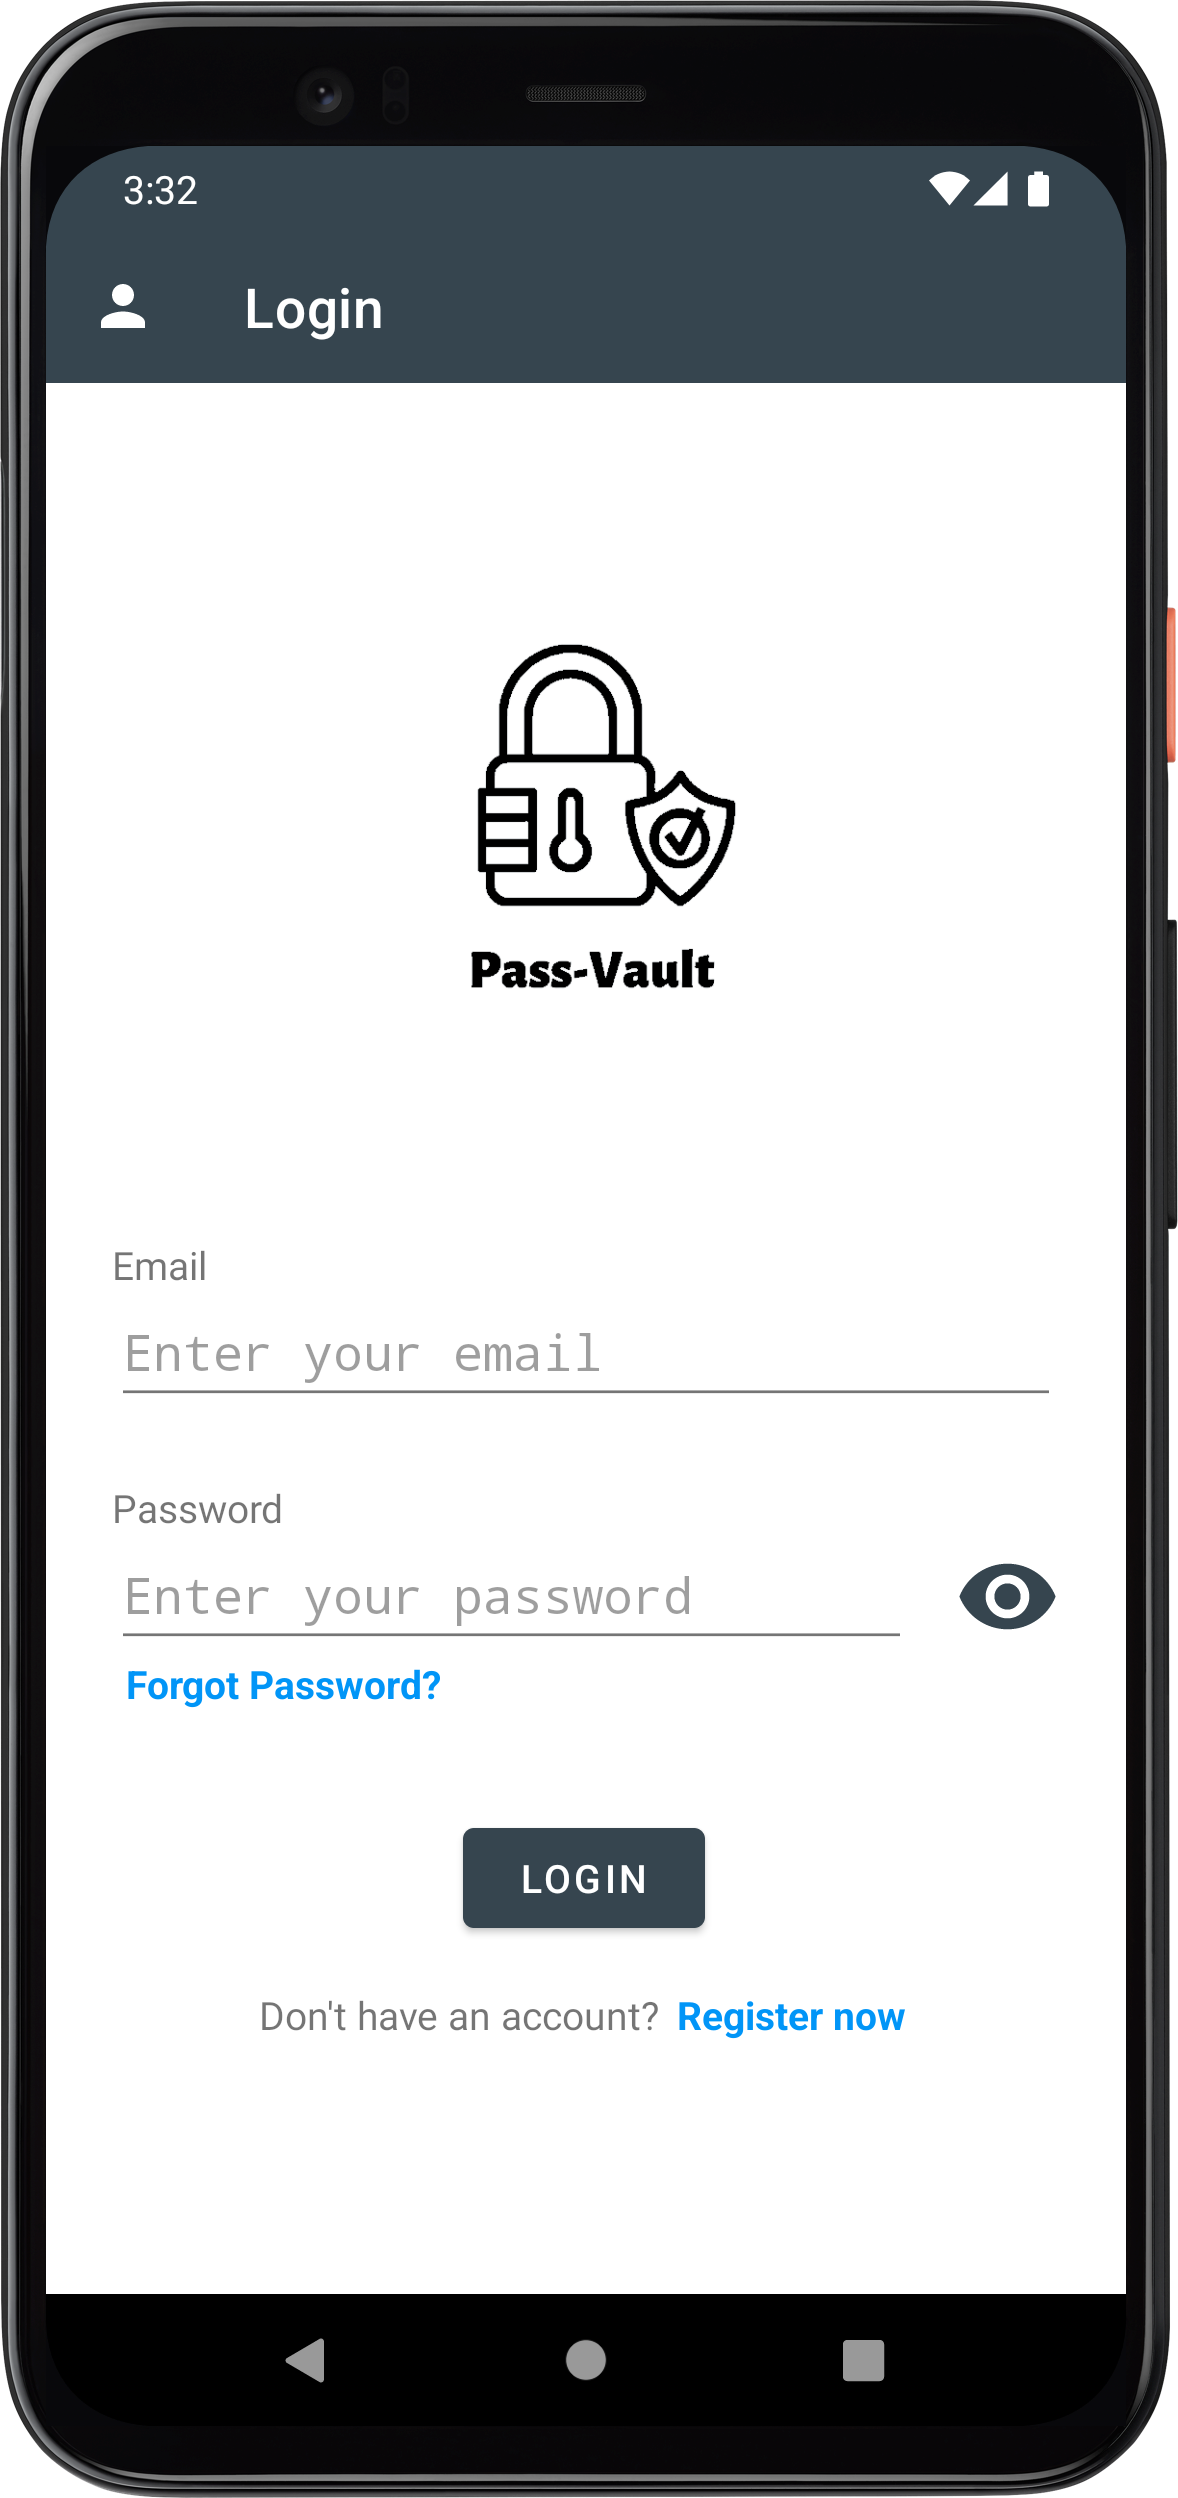 3:32
Login
Pass-Vault
Email
Enter your email
Password
Enter your password
Forgot Password?
LOGIN
Don't have an account? Register now